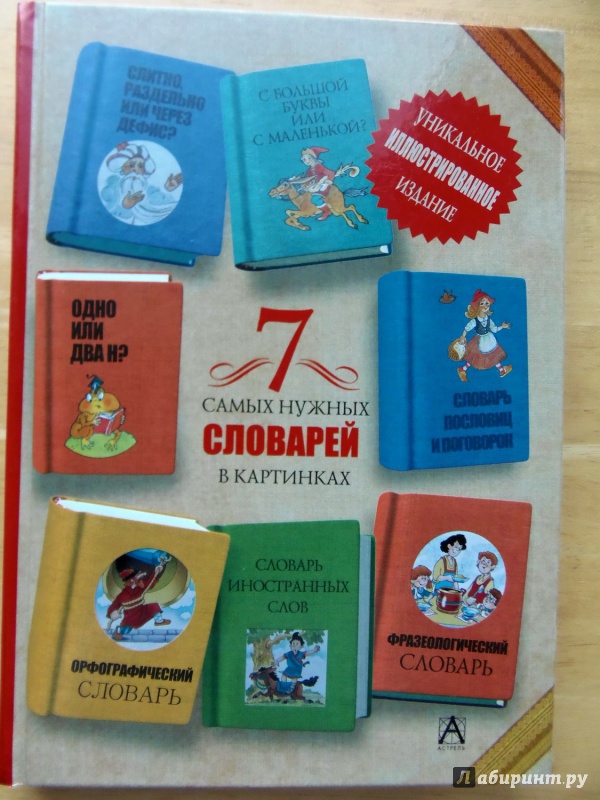 СЛИТНО,
РАЗДЕЛЬНО
ИЛИ ЧЕРЕЗ
ДЕФИС?
С БОЛЬШОЙ
БУКВЫ
ИЛИ
С МАЛЕНЬКОЙ?
УНИКАЛЬНОЕ
ИЛЛЮСТРИРОВАННОЕ
ИЗДАНИЕ
ОДНО
ИЛИ
ДВА Н?
7
САМЫХ НУЖНЫХ
СЛОВАРЕЙ
В КАРТИНКАХ
СЛОВАРЬ
ПОСЛОВИЦ
И ПОГОВОРОК
ОРФОГРАФИЧЕСКИЙ
СЛОВАРЬ
СЛОВАРЬ
ИНОСТРАННЫХ
СЛОВ
ФРАЗЕОЛОГИЧЕСКИЙ
СЛОВАРЬ
АСТРЕЛЬ
Лабиринт.ру